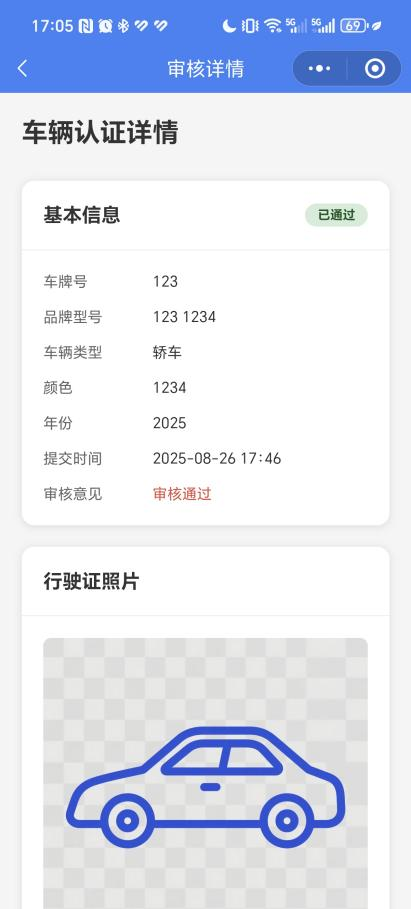 17:05 5G 5G 69
审核详情
车辆认证详情
基本信息 已通过
车牌号 123
品牌型号 123 1234
车辆类型 轿车
颜色 1234
年份 2025
提交时间 2025-08-26 17:46
审核意见 审核通过
行驶证照片